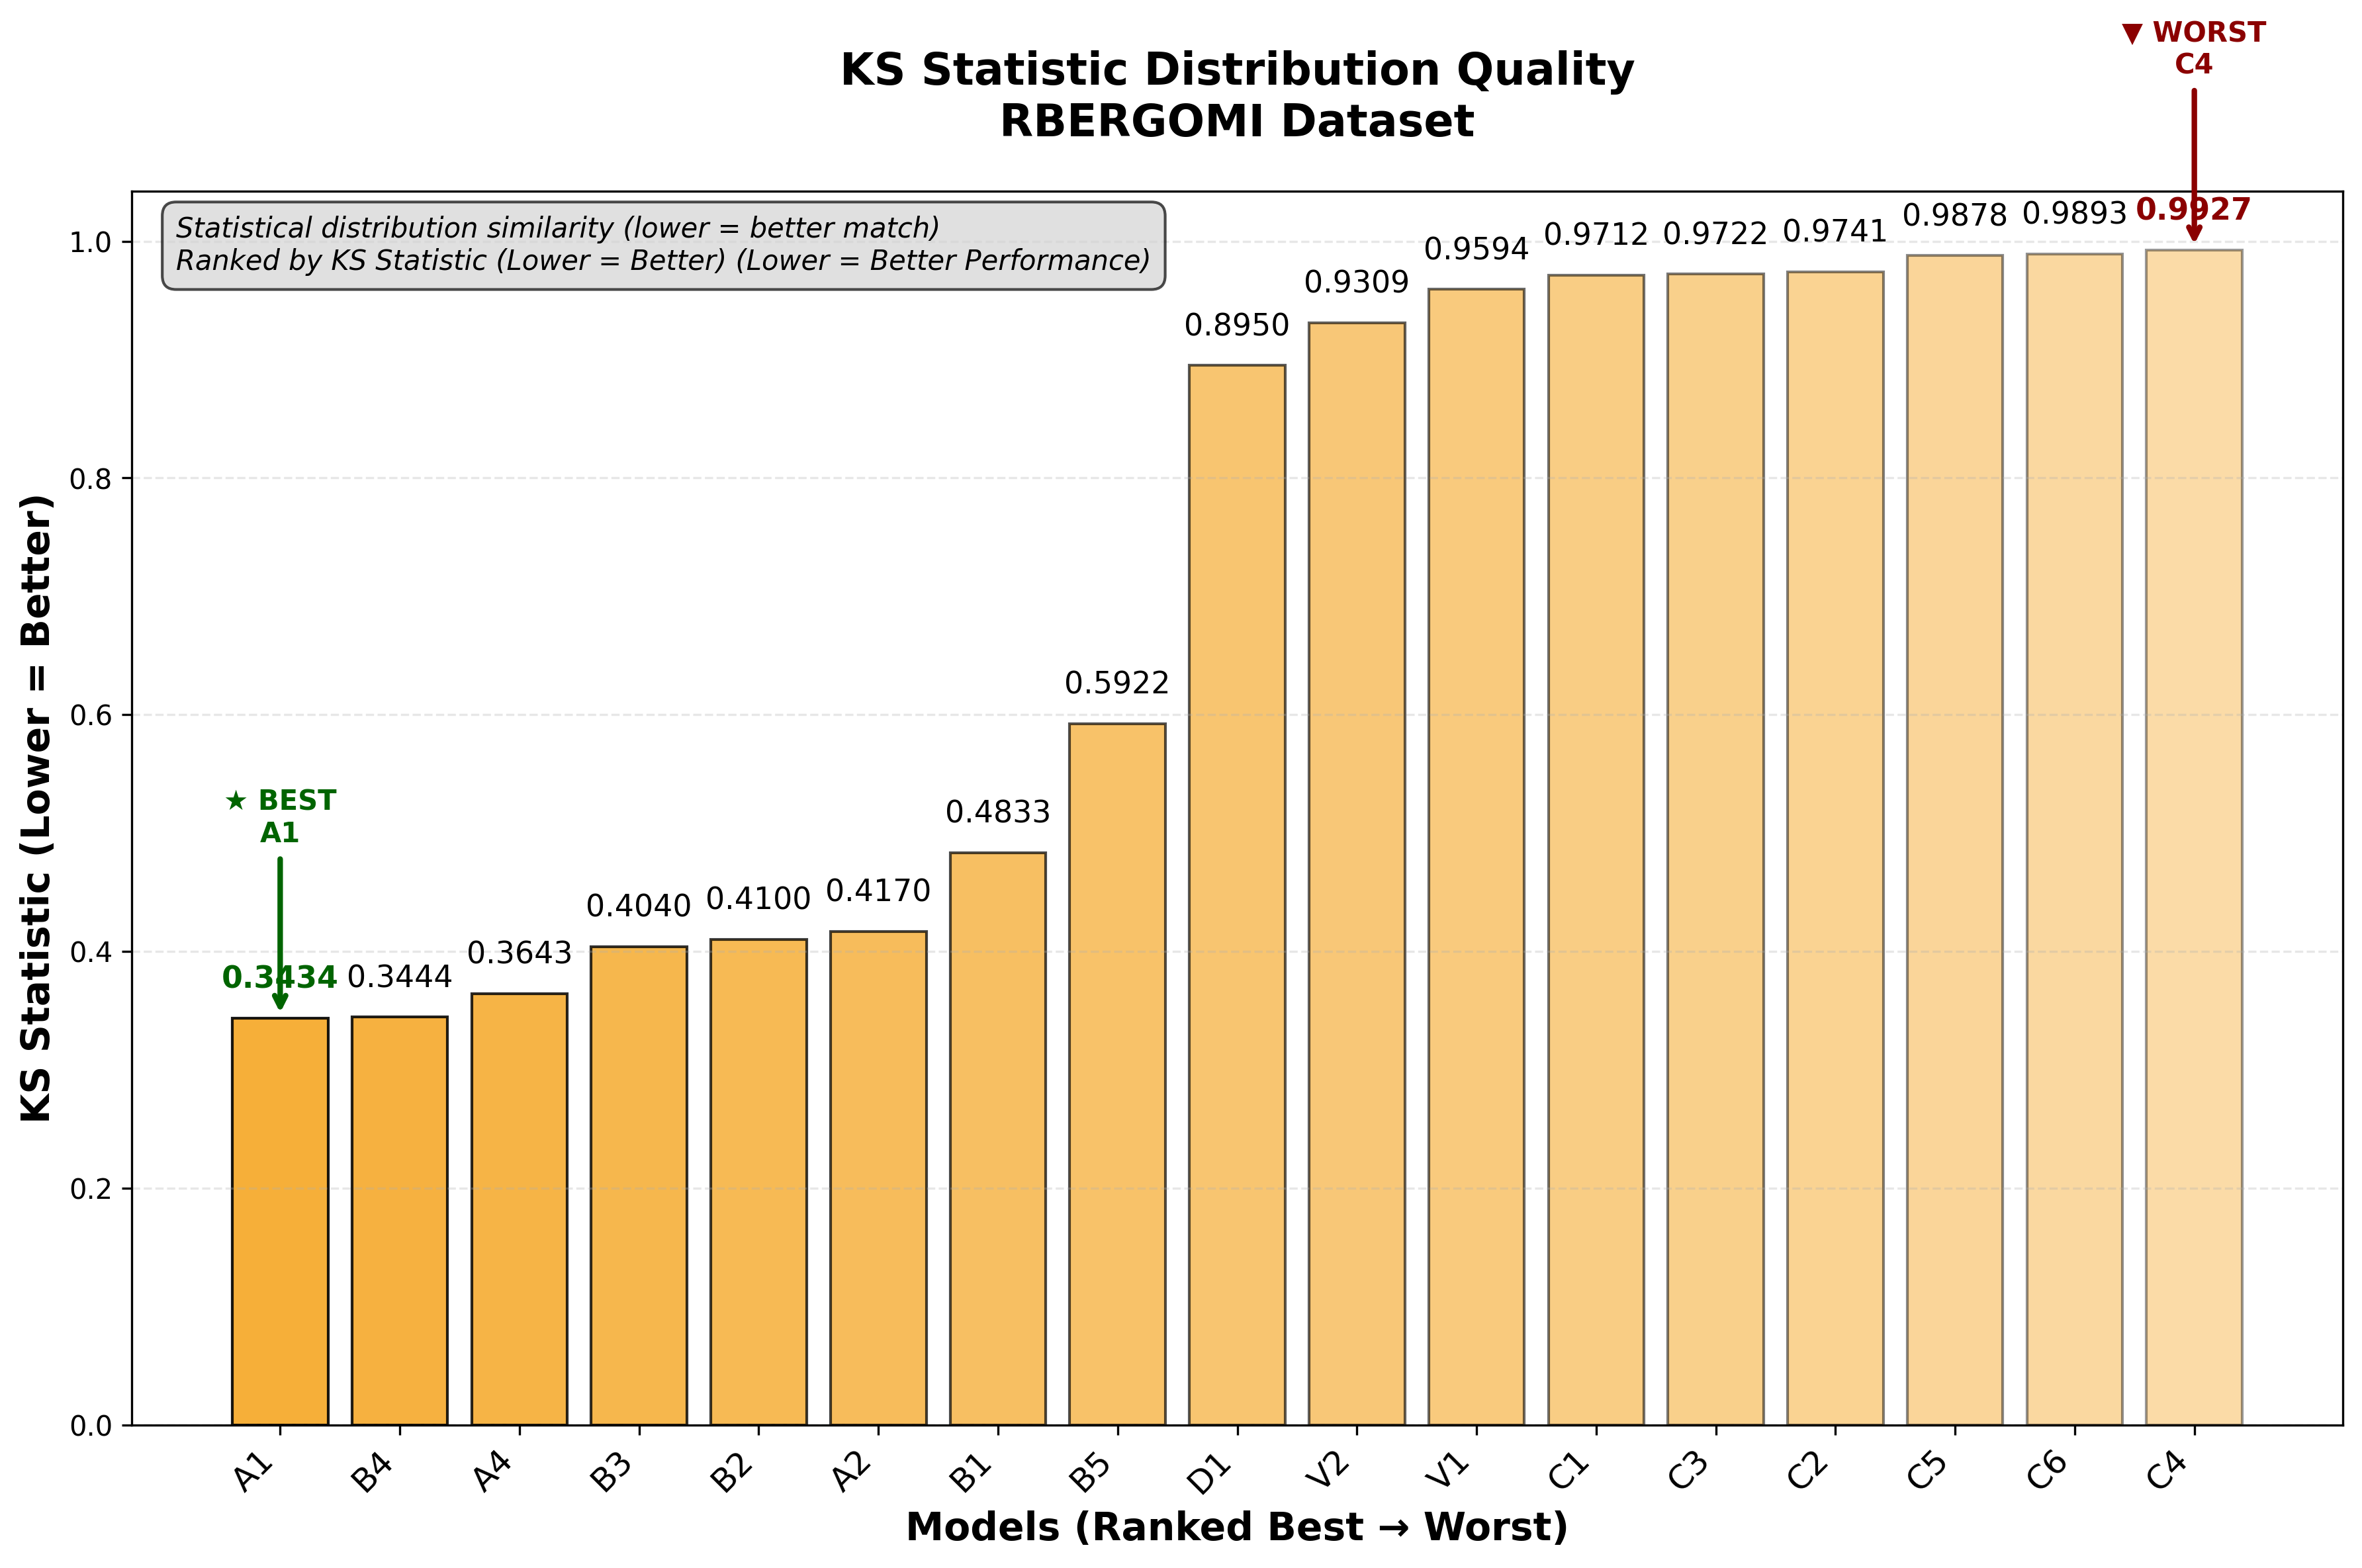 ▼ WORST
C4
KS Statistic Distribution Quality
RBERGOMI Dataset
Statistical distribution similarity (lower = better match)
Ranked by KS Statistic (Lower = Better) (Lower = Better Performance)
KS Statistic (Lower = Better)
1.0
0.8
0.6
0.4
0.2
0.0
★ BEST
A1
0.3434
0.3444
0.3643
0.4040
0.4100
0.4170
0.4833
0.5922
0.8950
0.9309
0.9594
0.9712
0.9722
0.9741
0.9878
0.9893
0.9927
A1
B4
A4
B3
B2
A2
B1
B5
D1
V2
V1
C1
C3
C2
C5
C6
C4
Models (Ranked Best → Worst)